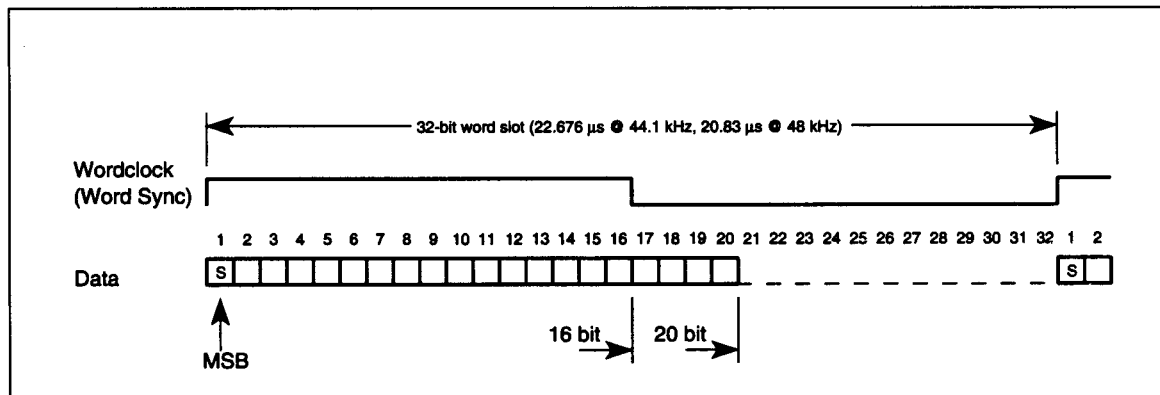 32-bit word slot (22.676 µs @ 44.1 kHz, 20.83 µs @ 48 kHz)
Wordclock
(Word Sync)
1 2 3 4 5 6 7 8 9 10 11 12 13 14 15 16 17 18 19 20 21 22 23 24 25 26 27 28 29 30 31 32 1 2
Data S S
16 bit 20 bit
MSB